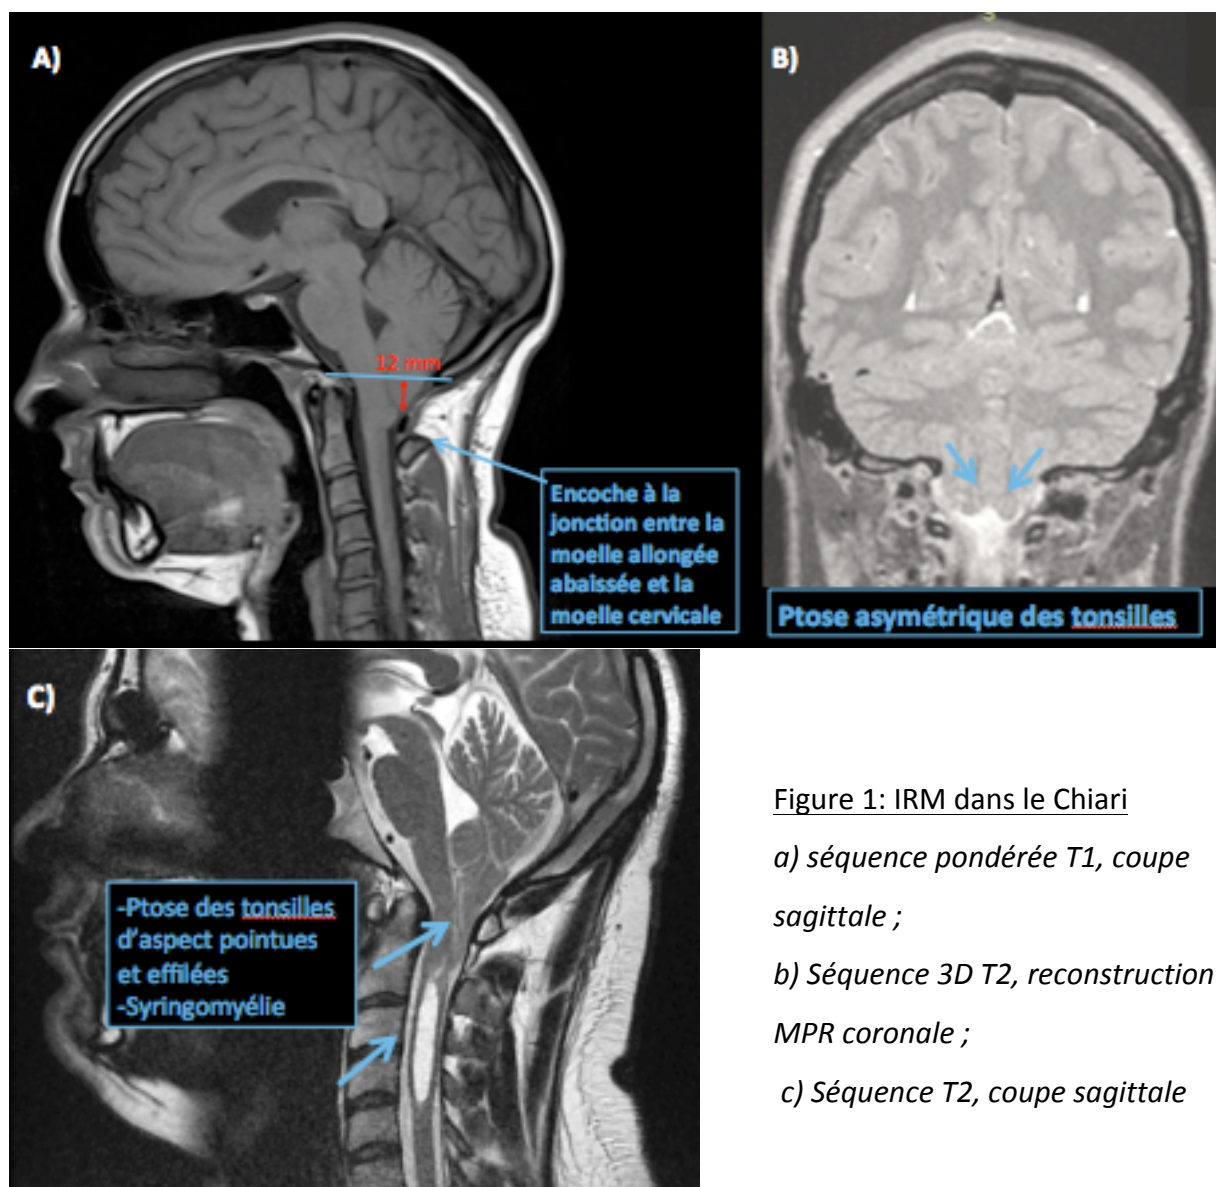 A)
B)
12 mm
Encoche à la
jonction entre la
moelle allongée
abaissée et la
moelle cervicale
Ptose asymétrique des tonsilles
C)
-Ptose des tonsilles
d'aspect pointues
et effilées
-Syringomyélie
Figure 1: IRM dans le Chiari
a) séquence pondérée T1, coupe
sagittale ;
b) Séquence 3D T2, reconstruction
MPR coronale ;
c) Séquence T2, coupe sagittale